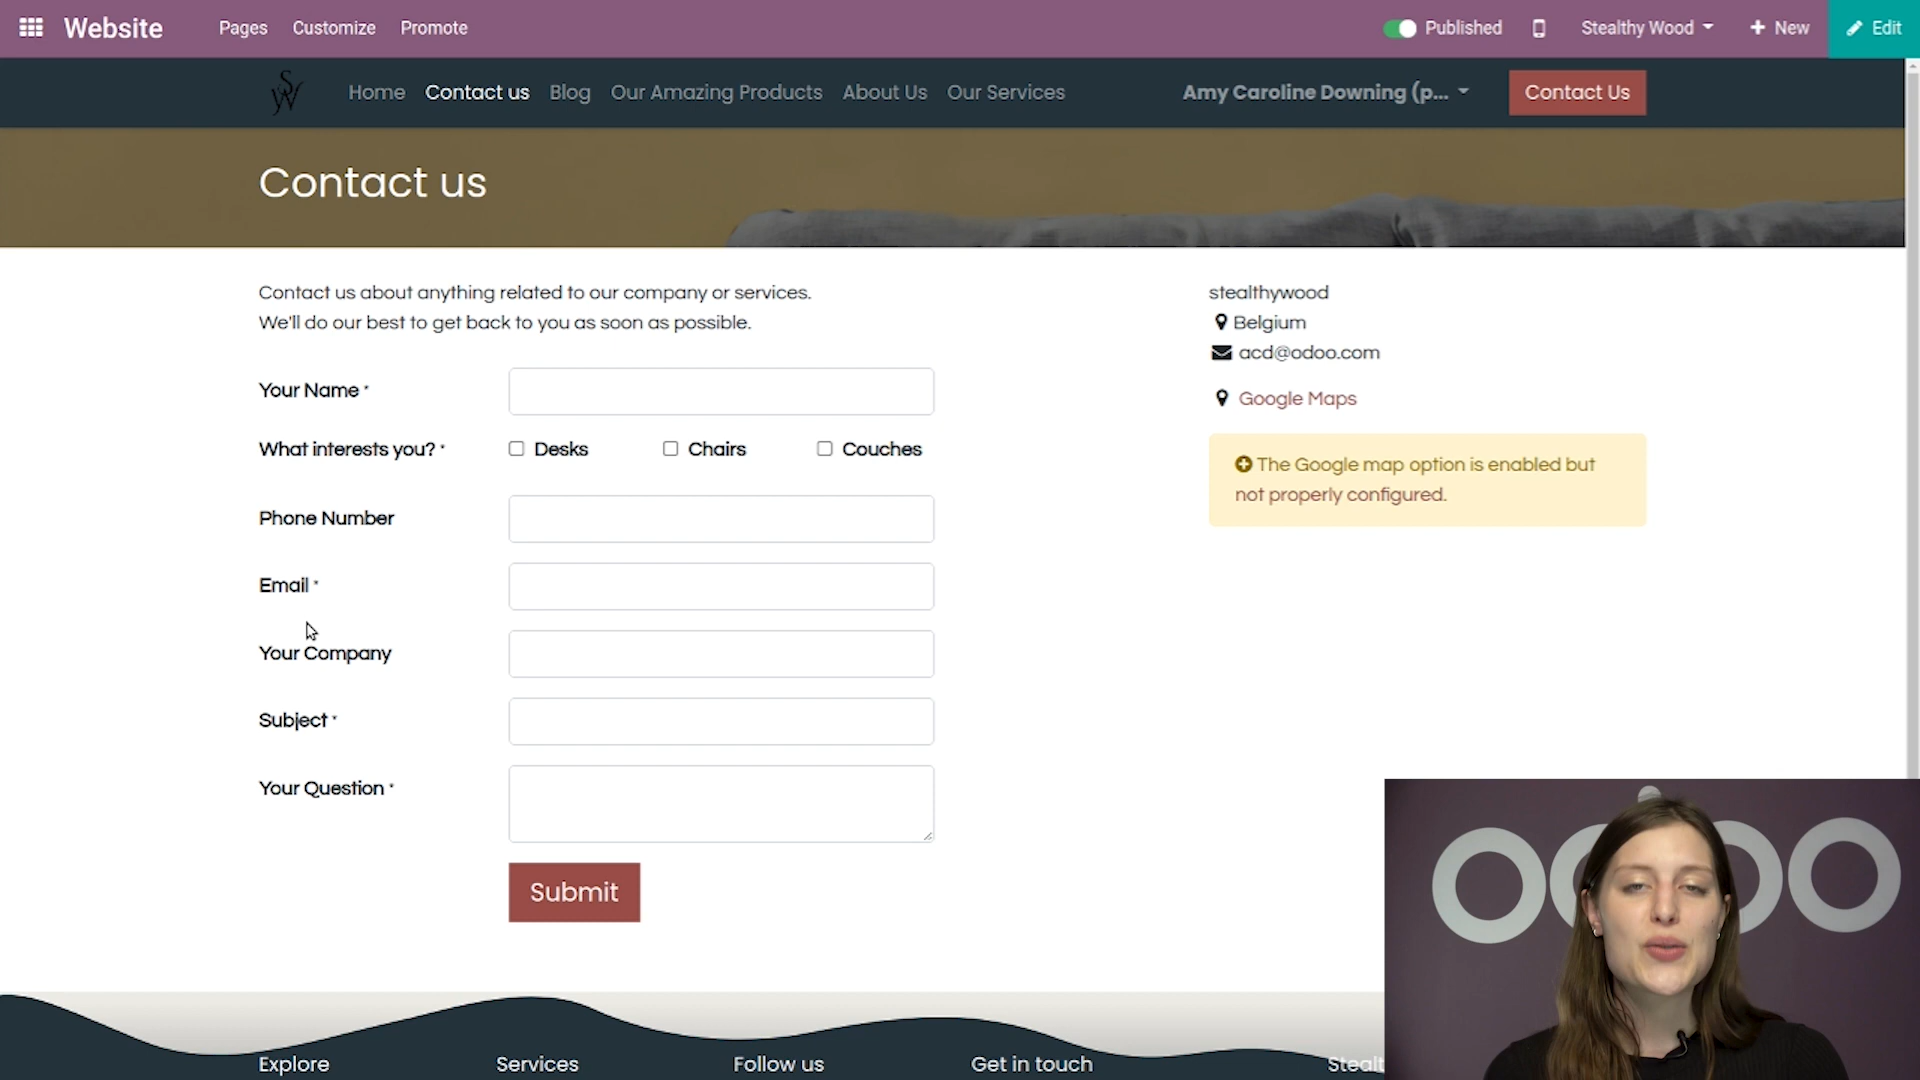 Website
Pages Customize Promote
Published Stealthy Wood New Edit
SW Home Contact us Blog Our Amazing Products About Us Our Services Amy Caroline Downing (p... Contact Us
Contact us
Contact us about anything related to our company or services.
We'll do our best to get back to you as soon as possible.
Your Name *
What interests you? * Desks Chairs Couches
Phone Number
Email *
Your Company
Subject *
Your Question *
Submit
stealthywood
Belgium
acd@odoo.com
Google Maps
The Google map option is enabled but
not properly configured.
odoo
Explore Services Follow us Get in touch Stealt